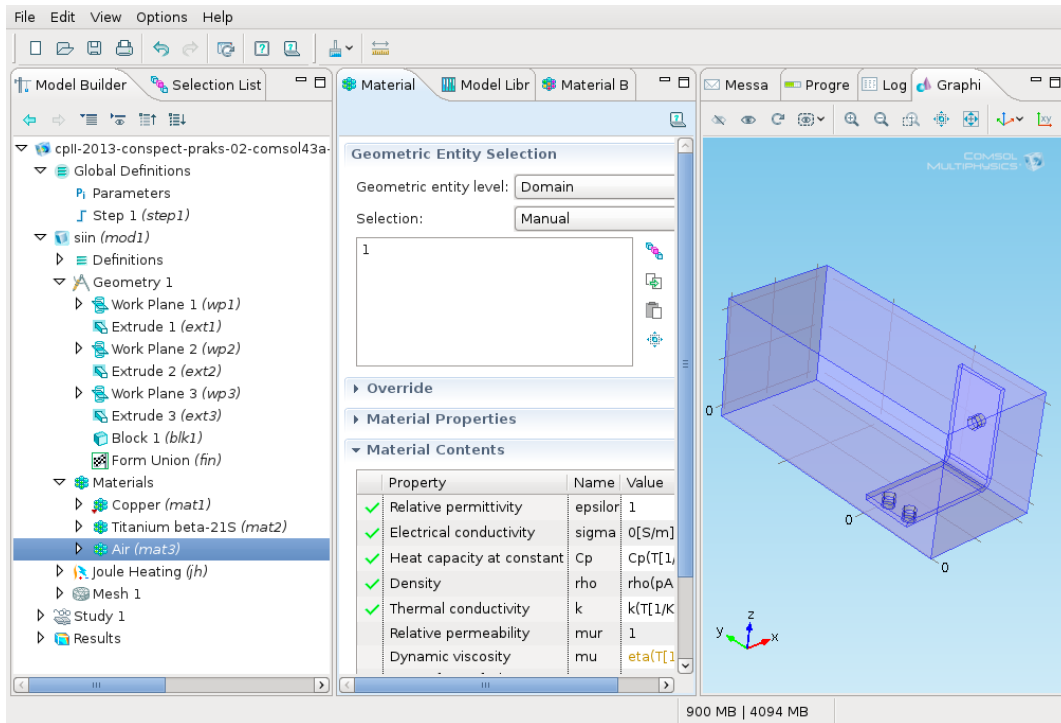 File Edit View Options Help
Model Builder Selection List
cpII-2013-conspect-praks-02-comsol43a-
Global Definitions
Pi Parameters
Step 1 (step1)
siin (mod1)
Definitions
Geometry 1
Work Plane 1 (wp1)
Extrude 1 (ext1)
Work Plane 2 (wp2)
Extrude 2 (ext2)
Work Plane 3 (wp3)
Extrude 3 (ext3)
Block 1 (blk1)
Form Union (fin)
Materials
Copper (mat1)
Titanium beta-21S (mat2)
Air (mat3)
Joule Heating (jh)
Mesh 1
Study 1
Results
Material Model Libr Material B
Geometric Entity Selection
Geometric entity level: Domain
Selection: Manual
1
Override
Material Properties
Material Contents
Property Name Value
Relative permittivity epsilor 1
Electrical conductivity sigma 0[S/m]
Heat capacity at constant Cp Cp(T[1/
Density rho rho(pA
Thermal conductivity k k(T[1/K
Relative permeability mur 1
Dynamic viscosity mu eta(T[1
Messa Progre Log Graphi
xy
COMSOL
MULTIPHYSICS
0
0
0
z
y x
900 MB | 4094 MB